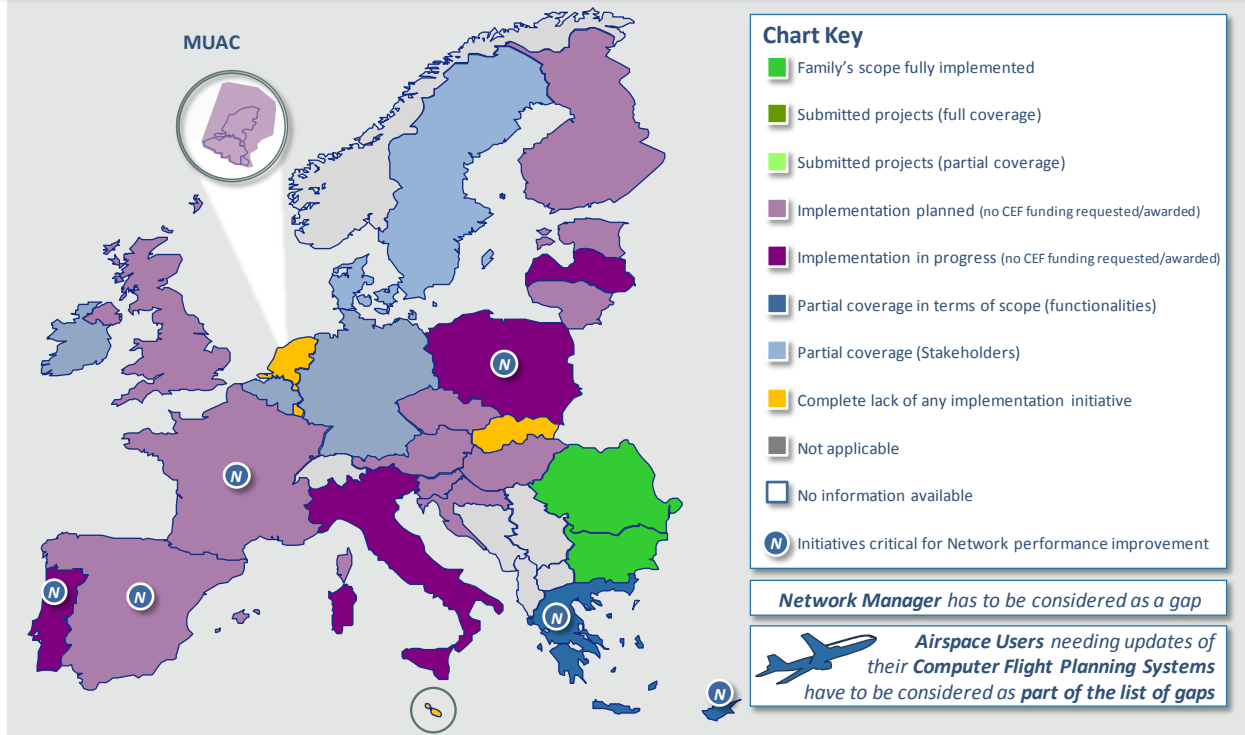 MUAC
N
N
N
N
N
N
Chart Key
Family's scope fully implemented
Submitted projects (full coverage)
Submitted projects (partial coverage)
Implementation planned (no CEF funding requested/awarded)
Implementation in progress (no CEF funding requested/awarded)
Partial coverage in terms of scope (functionalities)
Partial coverage (Stakeholders)
Complete lack of any implementation initiative
Not applicable
No information available
N Initiatives critical for Network performance improvement
Network Manager has to be considered as a gap
Airspace Users needing updates of
their Computer Flight Planning Systems
have to be considered as part of the list of gaps